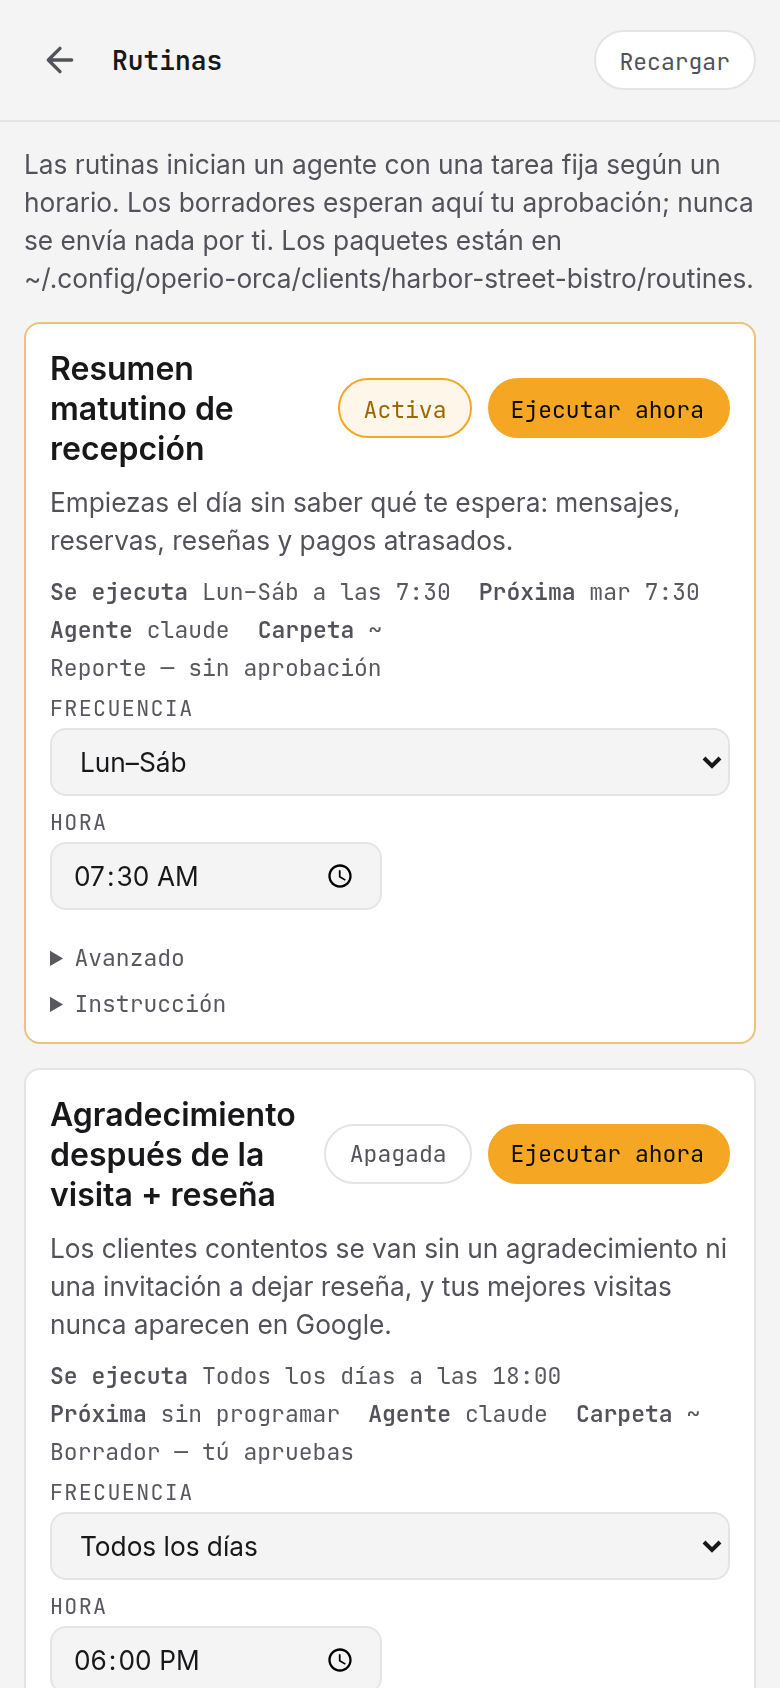 Rutinas
Recargar
Las rutinas inician un agente con una tarea fija según un
horario. Los borradores esperan aquí tu aprobación; nunca
se envía nada por ti. Los paquetes están en
~/.config/operio-orca/clients/harbor-street-bistro/routines.
Resumen
matutino de
recepción
Activa
Ejecutar ahora
Empiezas el día sin saber qué te espera: mensajes,
reservas, reseñas y pagos atrasados.
Se ejecuta Lun–Sáb a las 7:30 Próxima mar 7:30
Agente claude Carpeta ~
Reporte — sin aprobación
FRECUENCIA
Lun–Sáb
HORA
07:30 AM
Avanzado
Instrucción
Agradecimiento
después de la
visita + reseña
Apagada
Ejecutar ahora
Los clientes contentos se van sin un agradecimiento ni
una invitación a dejar reseña, y tus mejores visitas
nunca aparecen en Google.
Se ejecuta Todos los días a las 18:00
Próxima sin programar Agente claude Carpeta ~
Borrador — tú apruebas
FRECUENCIA
Todos los días
HORA
06:00 PM